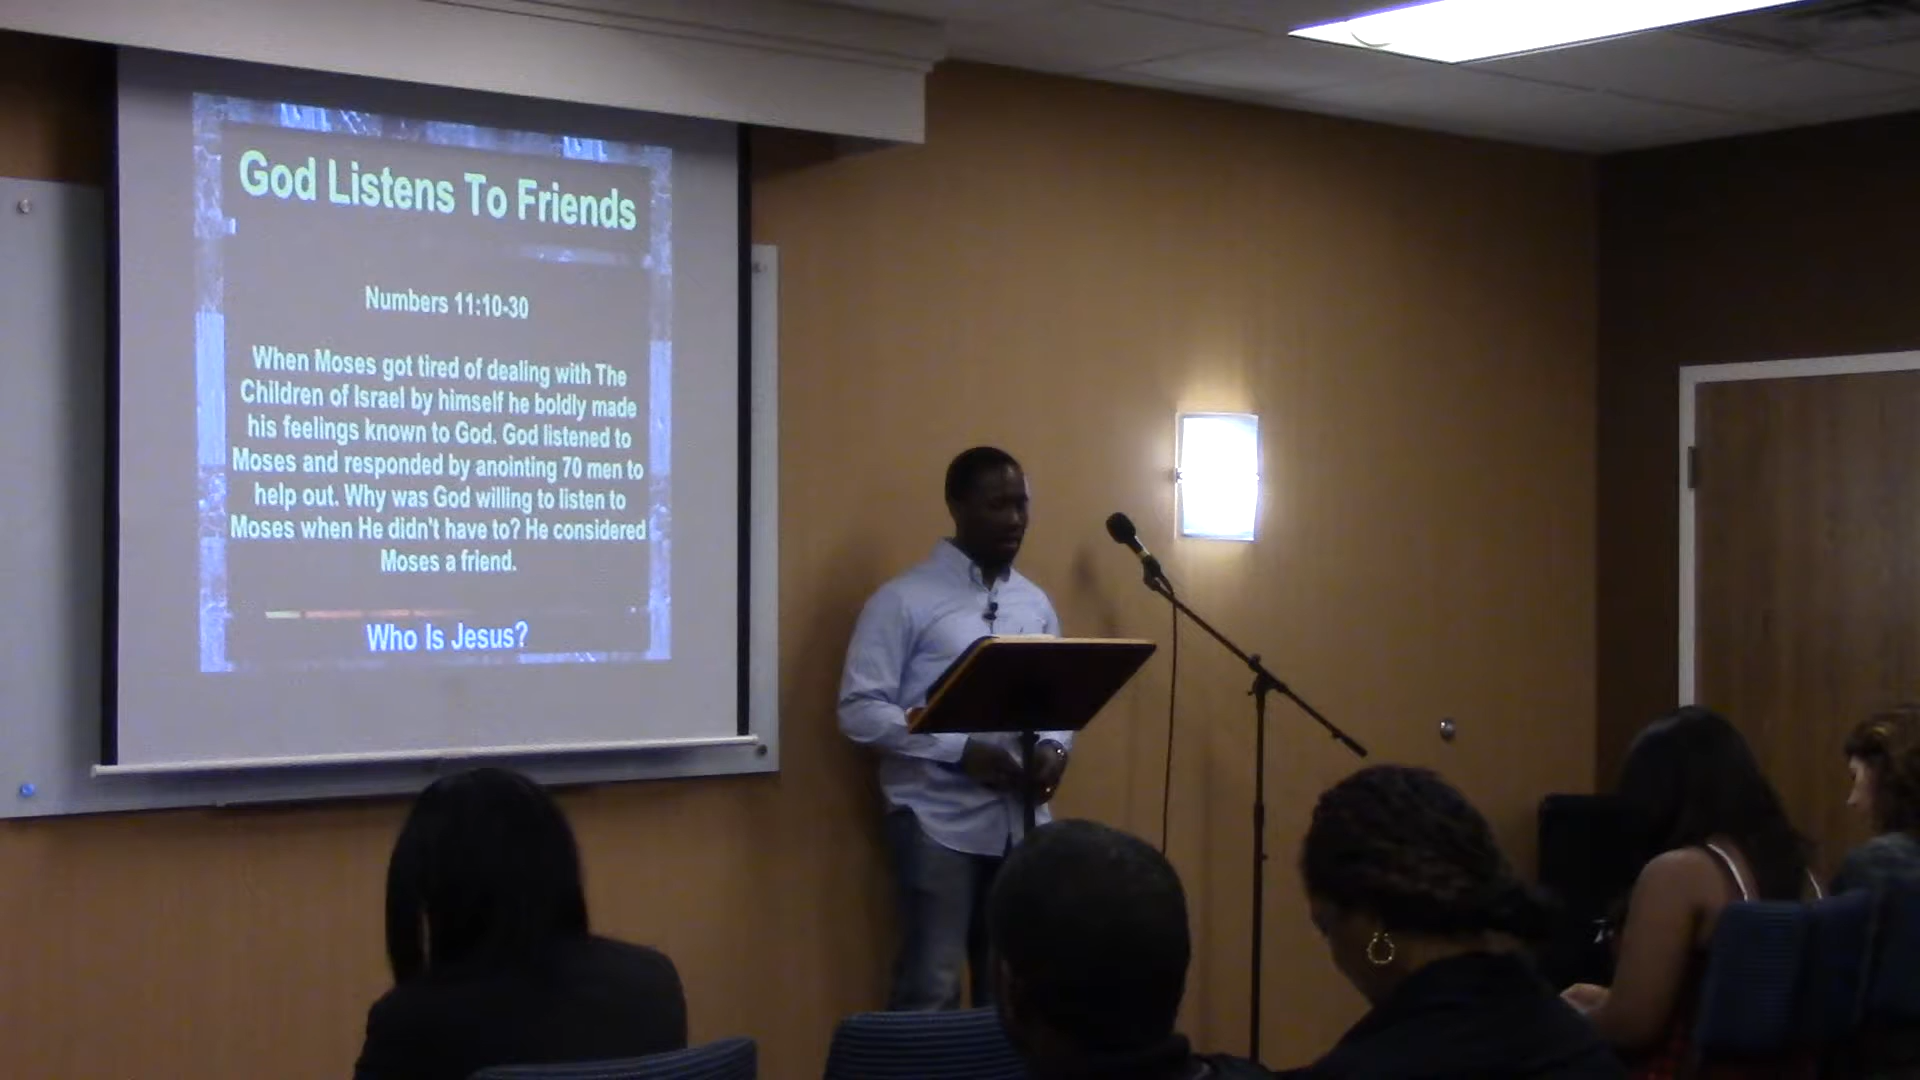 God Listens To Friends
Numbers 11:10-30
When Moses got tired of dealing with The
Children of Israel by himself he boldly made
his feelings known to God. God listened to
Moses and responded by anointing 70 men to
help out. Why was God willing to listen to
Moses when He didn't have to? He considered
Moses a friend.
Who Is Jesus?